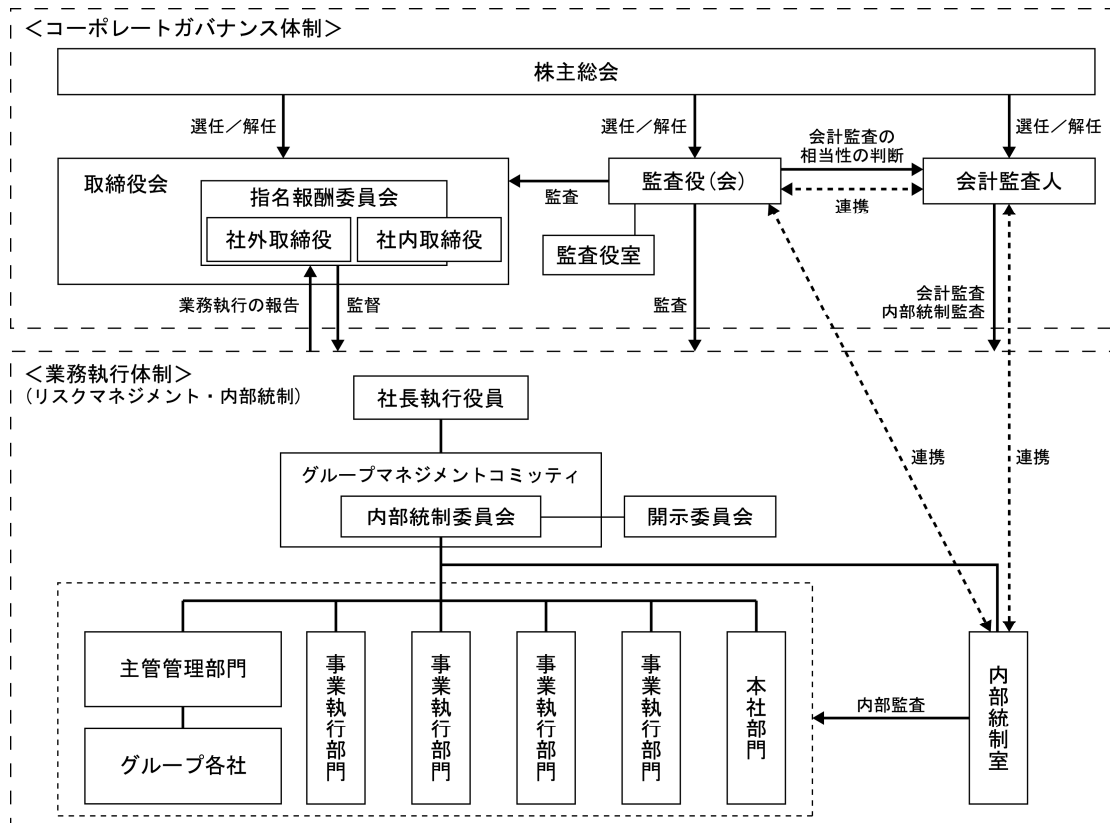 ＜コーポレートガバナンス体制＞
株主総会
選任／解任
選任／解任
選任／解任
会計監査の
相当性の判断
取締役会
指名報酬委員会
社外取締役
社内取締役
監査
監査役(会)
連携
会計監査人
監査役室
業務執行の報告
監督
監査
会計監査
内部統制監査
＜業務執行体制＞
(リスクマネジメント・内部統制)
社長執行役員
グループマネジメントコミッティ
内部統制委員会
開示委員会
連携
連携
主管管理部門
グループ各社
事業執行部門
事業執行部門
事業執行部門
事業執行部門
本社部門
内部監査
内部統制室